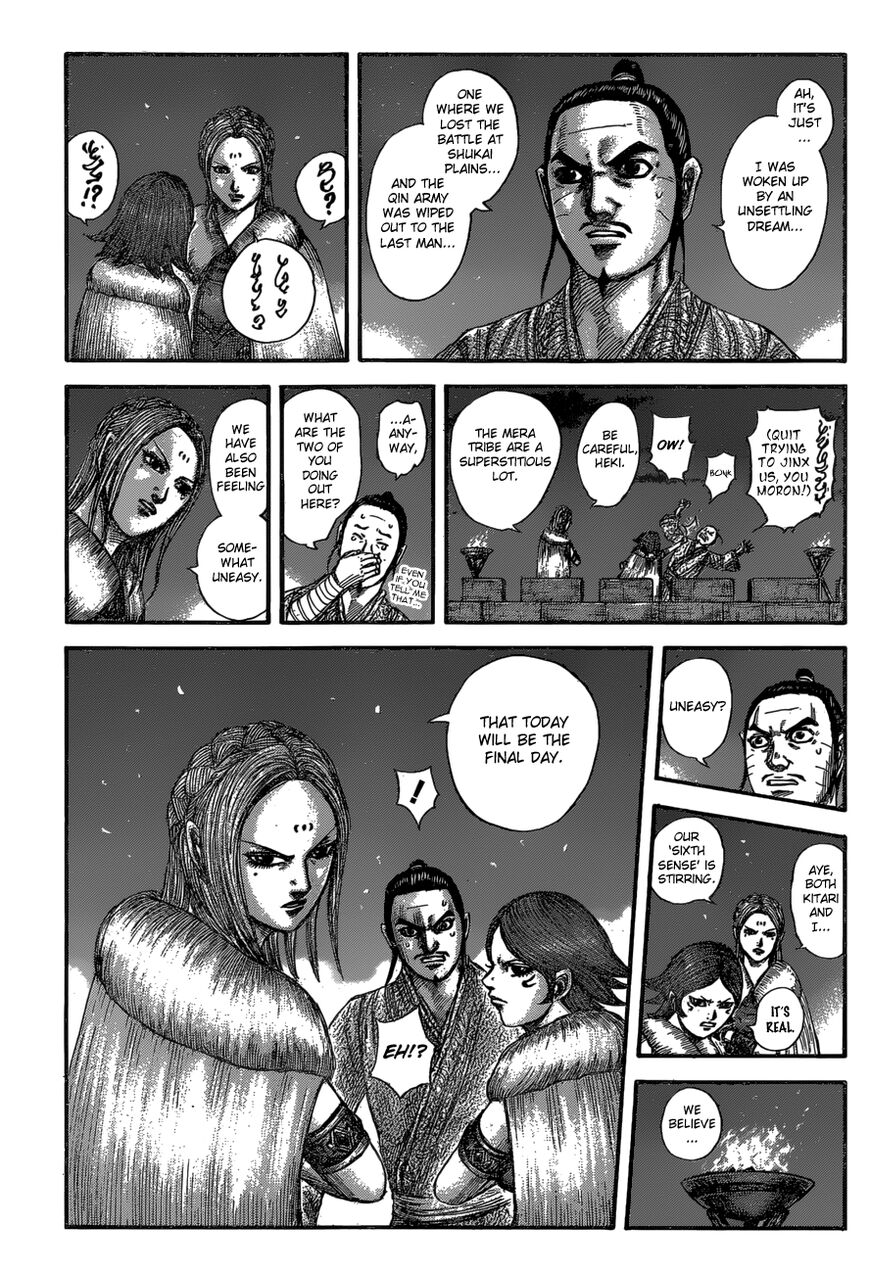 AH,
IT'S
JUST
...
I WAS
WOKEN UP
BY AN
UNSETTLING
DREAM...
ONE
WHERE WE
LOST THE
BATTLE AT
SHUKAI
PLAINS...
AND THE
QIN ARMY
WAS WIPED
OUT TO THE
LAST MAN...
(QUIT
TRYING
TO JINX
US, YOU
MORON!)
BONK
OW!
BE
CAREFUL,
HEKI.
THE MERA
TRIBE ARE A
SUPERSTITIOUS
LOT.
...A-
ANY-
WAY,
WHAT
ARE THE
TWO OF
YOU
DOING
OUT
HERE?
EVEN
IF YOU
TELL ME
THAT...
WE
HAVE
ALSO
BEEN
FEELING
SOME-
WHAT
UNEASY.
UNEASY?
AYE,
BOTH
KITARI
AND
I...
OUR
'SIXTH
SENSE' IS
STIRRING.
IT'S
REAL.
WE
BELIEVE
...
THAT TODAY
WILL BE THE
FINAL DAY.
!
EH!?